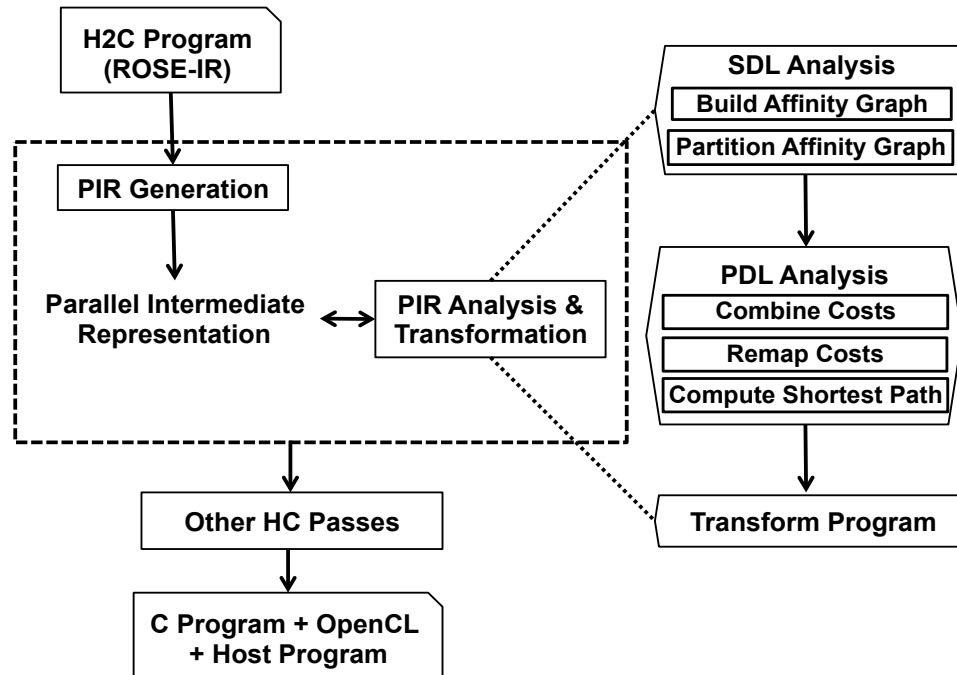 H2C Program
(ROSE-IR)
PIR Generation
Parallel Intermediate
Representation
PIR Analysis &
Transformation
Other HC Passes
C Program + OpenCL
+ Host Program
SDL Analysis
Build Affinity Graph
Partition Affinity Graph
PDL Analysis
Combine Costs
Remap Costs
Compute Shortest Path
Transform Program